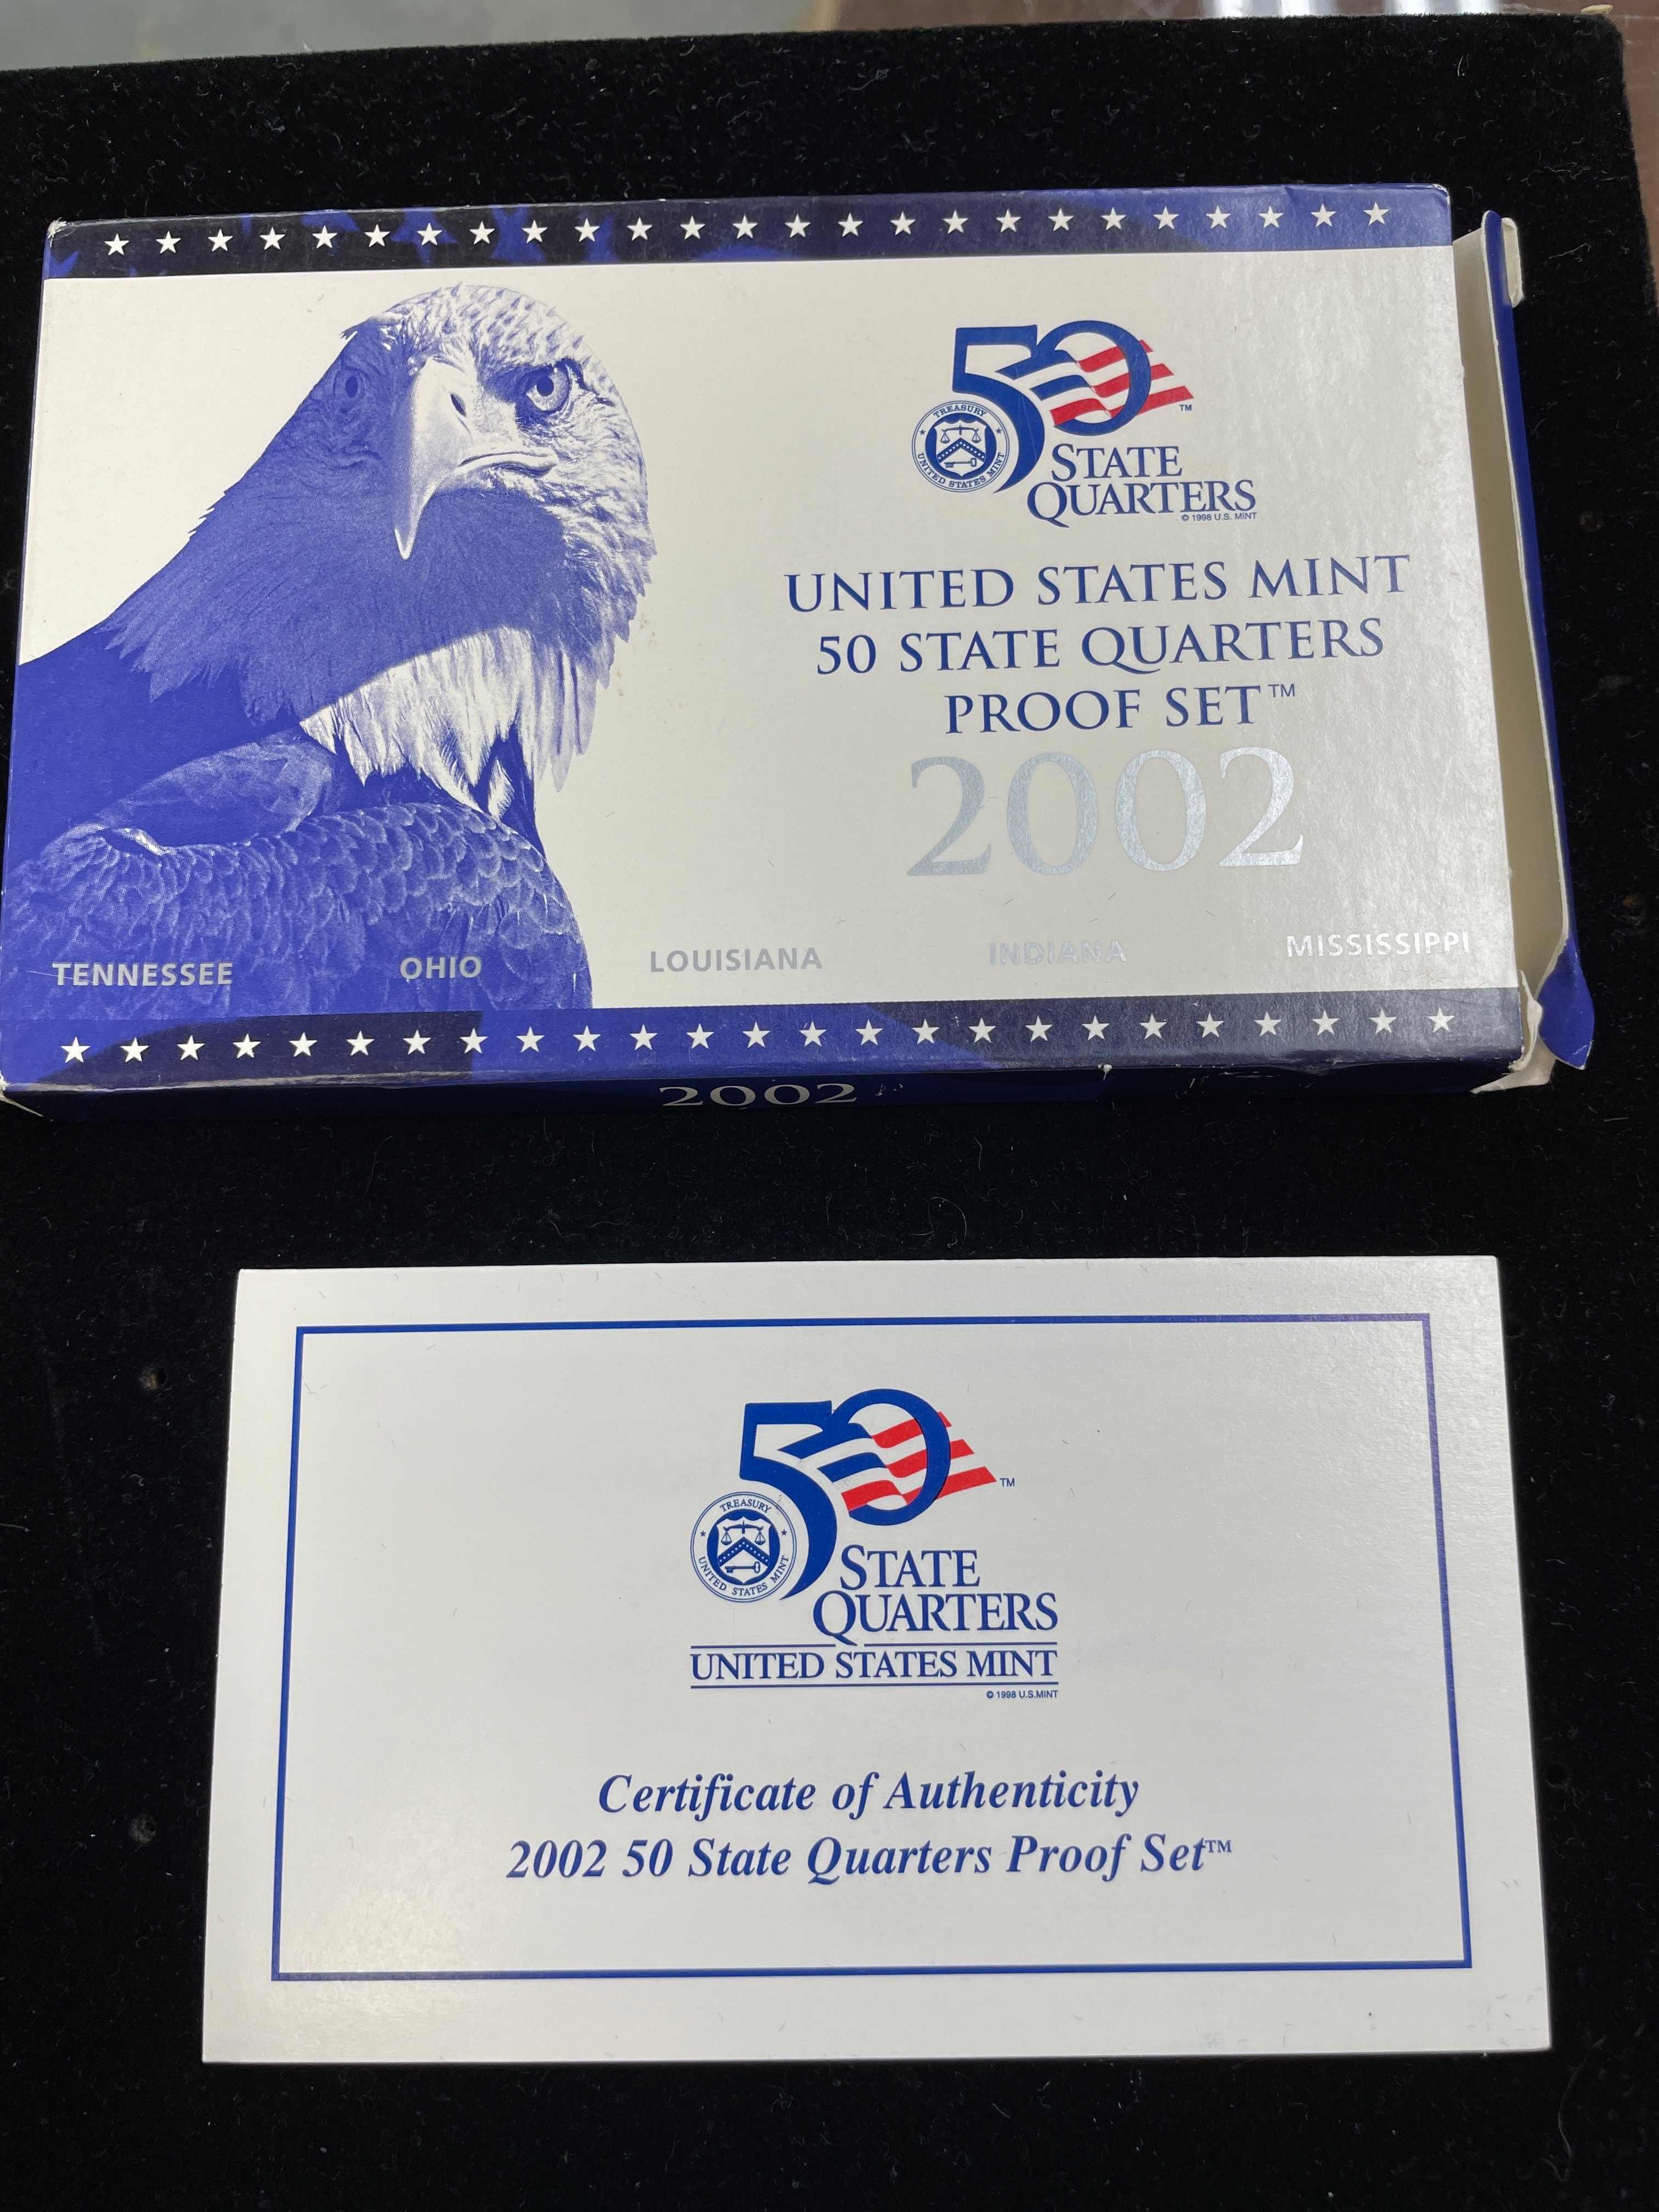 50
TREASURY
UNITED STATES MINT
TM
STATE
QUARTERS
© 1998 U.S. MINT
UNITED STATES MINT
50 STATE QUARTERS
PROOF SET™
2002
TENNESSEE OHIO LOUISIANA INDIANA MISSISSIPPI
2002
50
TM
TREASURY
UNITED STATES MINT
STATE
QUARTERS
UNITED STATES MINT
© 1998 U.S.MINT
Certificate of Authenticity
2002 50 State Quarters Proof Set™